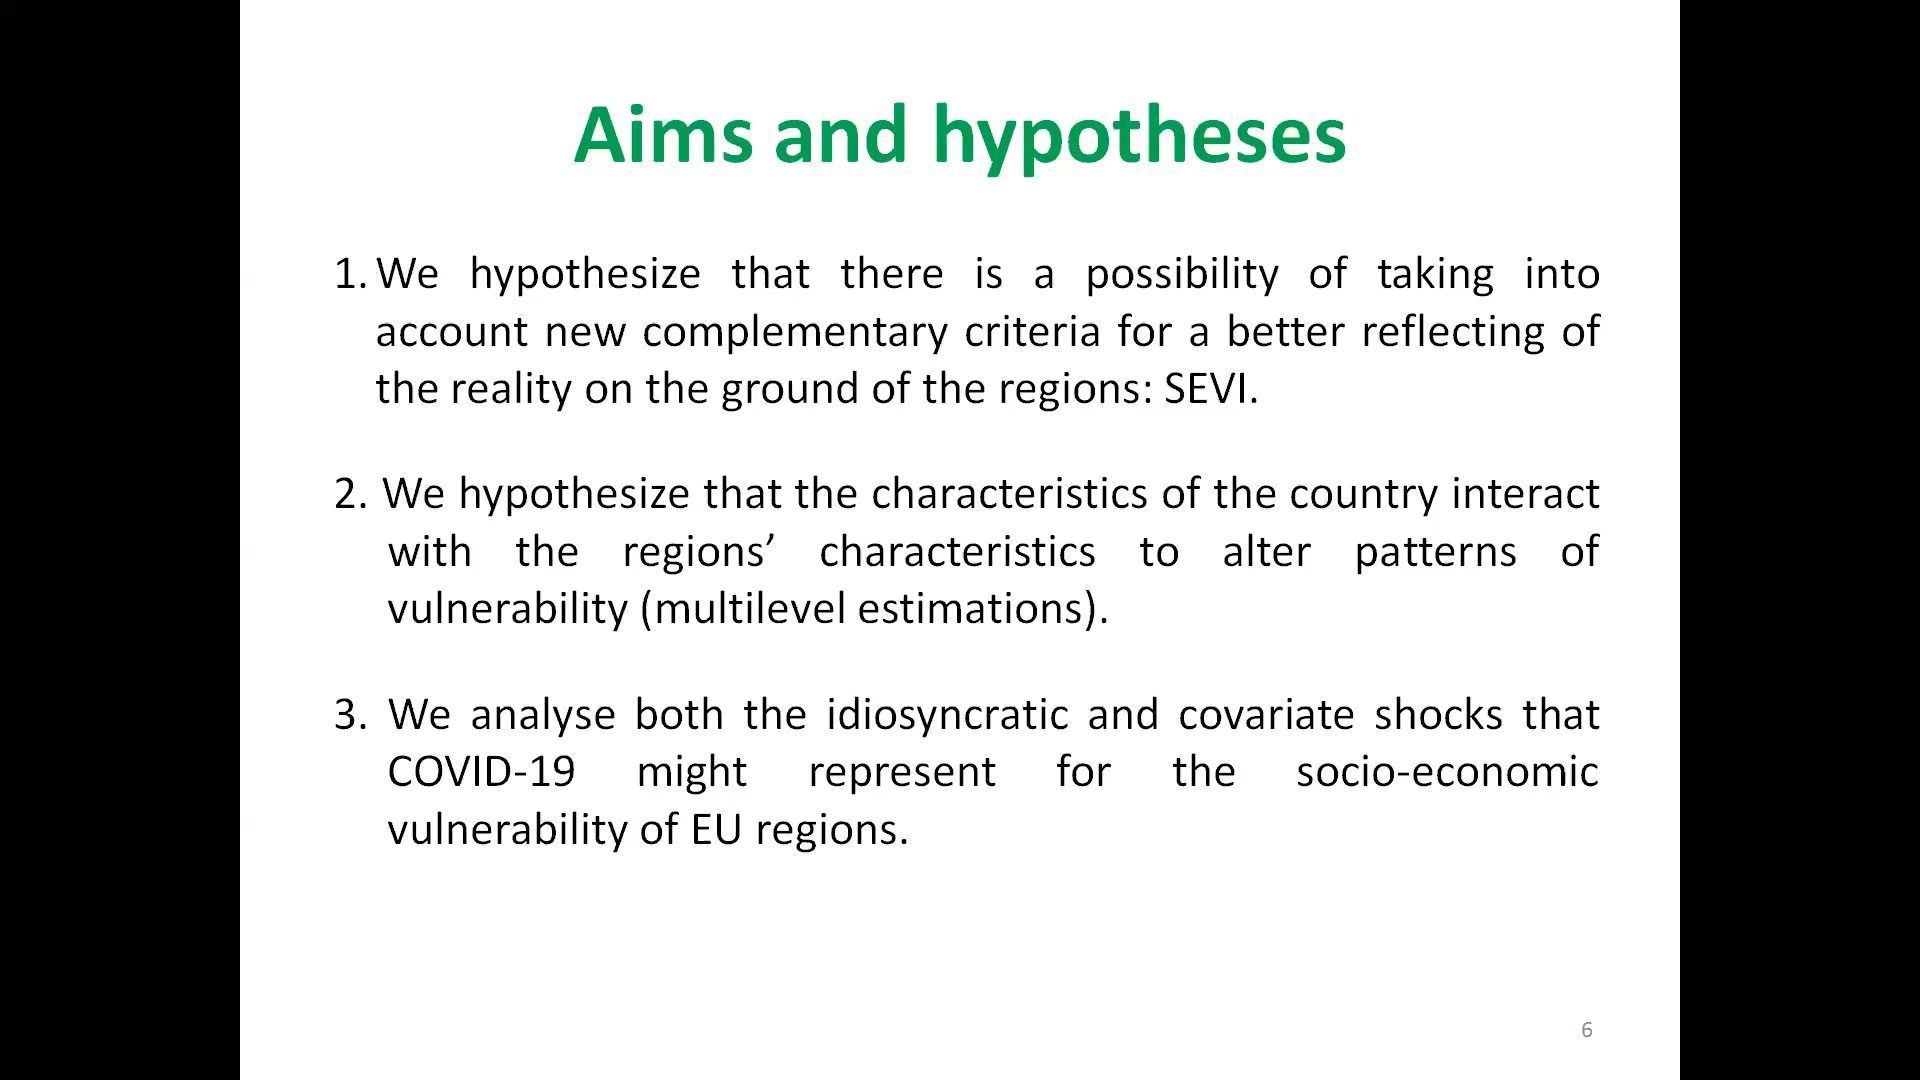 Aims and hypotheses
1. We hypothesize that there is a possibility of taking into
account new complementary criteria for a better reflecting of
the reality on the ground of the regions: SEVI.
2. We hypothesize that the characteristics of the country interact
with the regions’ characteristics to alter patterns of
vulnerability (multilevel estimations).
3. We analyse both the idiosyncratic and covariate shocks that
COVID-19 might represent for the socio-economic
vulnerability of EU regions.
6